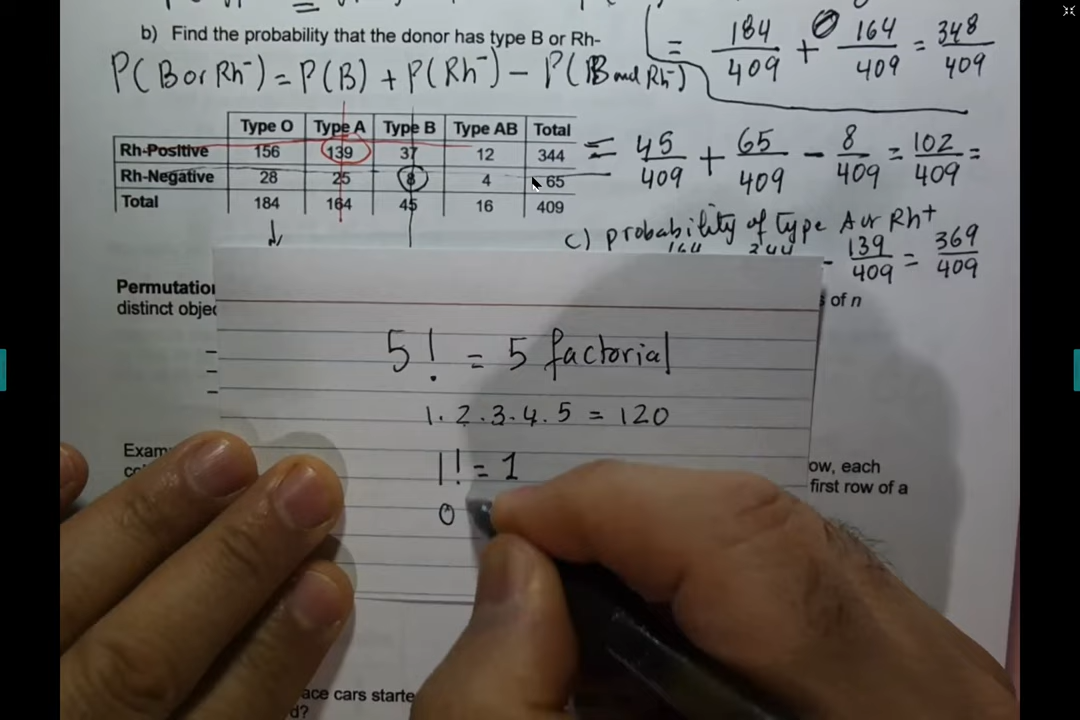 = 184/409 + 164/409 = 348/409
b) Find the probability that the donor has type B or Rh-
P(B or Rh⁻) = P(B) + P(Rh⁻) - P(B and Rh⁻)
Type O Type A Type B Type AB Total
Rh-Positive 156 139 37 12 344
Rh-Negative 28 25 8 4 65
Total 184 164 45 16 409
= 45/409 + 65/409 - 8/409 = 102/409 =
c) probability of type A or Rh+
- 139/409 = 369/409
distinct objec
s of n
5! = 5 factorial
1.2.3.4.5 = 120
1! = 1
0
Exam
ow, each
first row of a
ace cars starte
d?